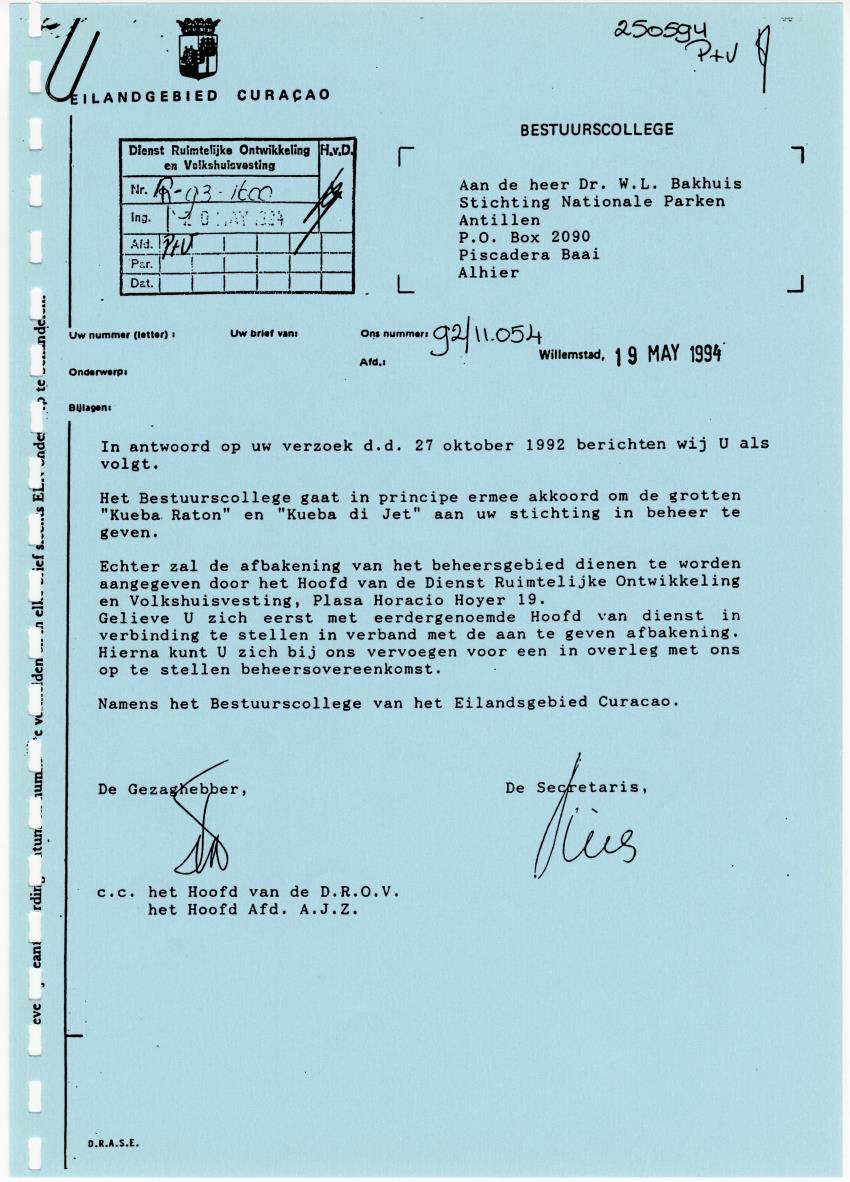 250594
P+V
EILANDGEBIED CURAÇAO
BESTUURSCOLLEGE
Dienst Ruimtelijke Ontwikkeling
en Volkshuisvesting
H.v.D.
Nr. R-93-1600
Ing. 20 MAY 1994
Afd. P+V
Par.
Dat.
Aan de heer Dr. W.L. Bakhuis
Stichting Nationale Parken
Antillen
P.O. Box 2090
Piscadera Baai
Alhier
Uw nummer (letter) : Uw brief van: Ons nummer: 92/11.054
Afd.: Willemstad, 19 MAY 1994
Onderwerp:
Bijlagen:
In antwoord op uw verzoek d.d. 27 oktober 1992 berichten wij U als
volgt.
Het Bestuurscollege gaat in principe ermee akkoord om de grotten
"Kueba Raton" en "Kueba di Jet" aan uw stichting in beheer te
geven.
Echter zal de afbakening van het beheersgebied dienen te worden
aangegeven door het Hoofd van de Dienst Ruimtelijke Ontwikkeling
en Volkshuisvesting, Plasa Horacio Hoyer 19.
Gelieve U zich eerst met eerdergenoemde Hoofd van dienst in
verbinding te stellen in verband met de aan te geven afbakening.
Hierna kunt U zich bij ons vervoegen voor een in overleg met ons
op te stellen beheersovereenkomst.
Namens het Bestuurscollege van het Eilandsgebied Curacao.
De Gezaghebber, De Secretaris,
c.c. het Hoofd van de D.R.O.V.
het Hoofd Afd. A.J.Z.
D.R.A.S.E.